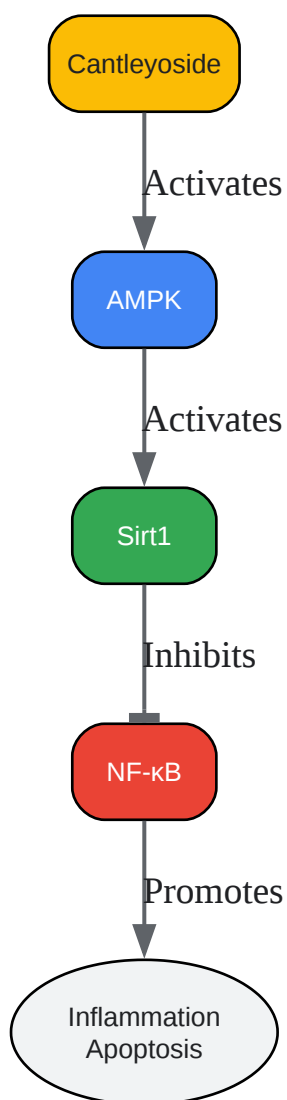 Cantleyoside
Activates
AMPK
Activates
Sirt1
Inhibits
NF-κB
Promotes
Inflammation
Apoptosis